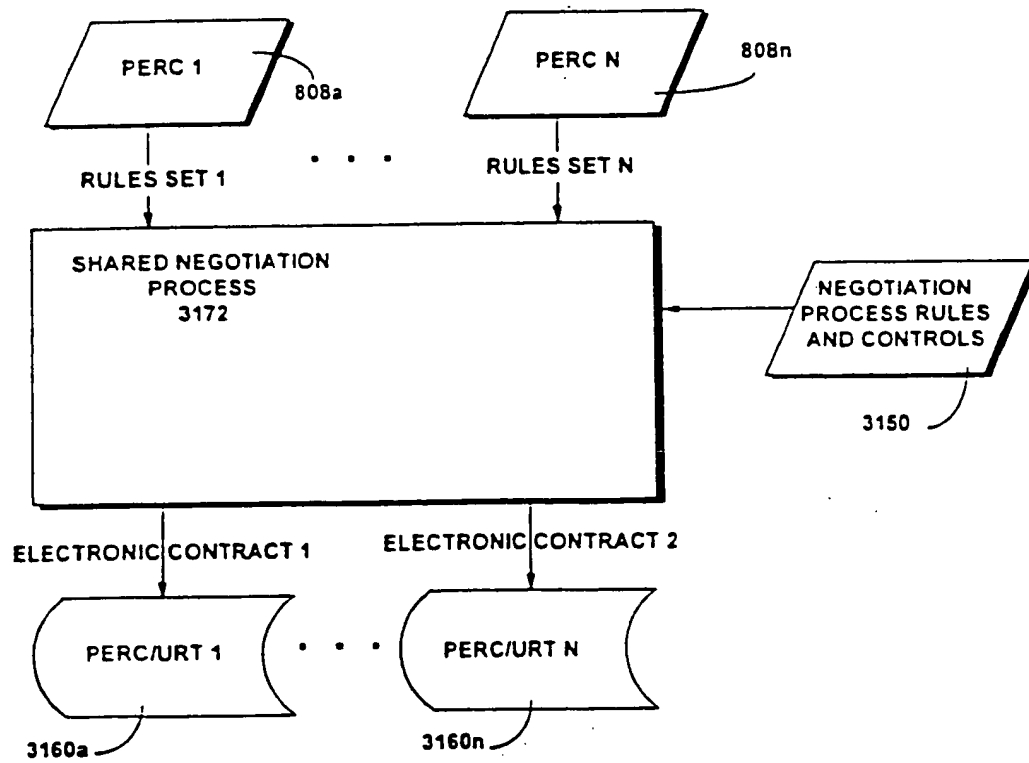 PERC 1
808a
PERC N
808n
RULES SET 1
RULES SET N
SHARED NEGOTIATION
PROCESS
3172
NEGOTIATION
PROCESS RULES
AND CONTROLS
3150
ELECTRONIC CONTRACT 1
ELECTRONIC CONTRACT 2
PERC/URT 1
PERC/URT N
3160a
3160n